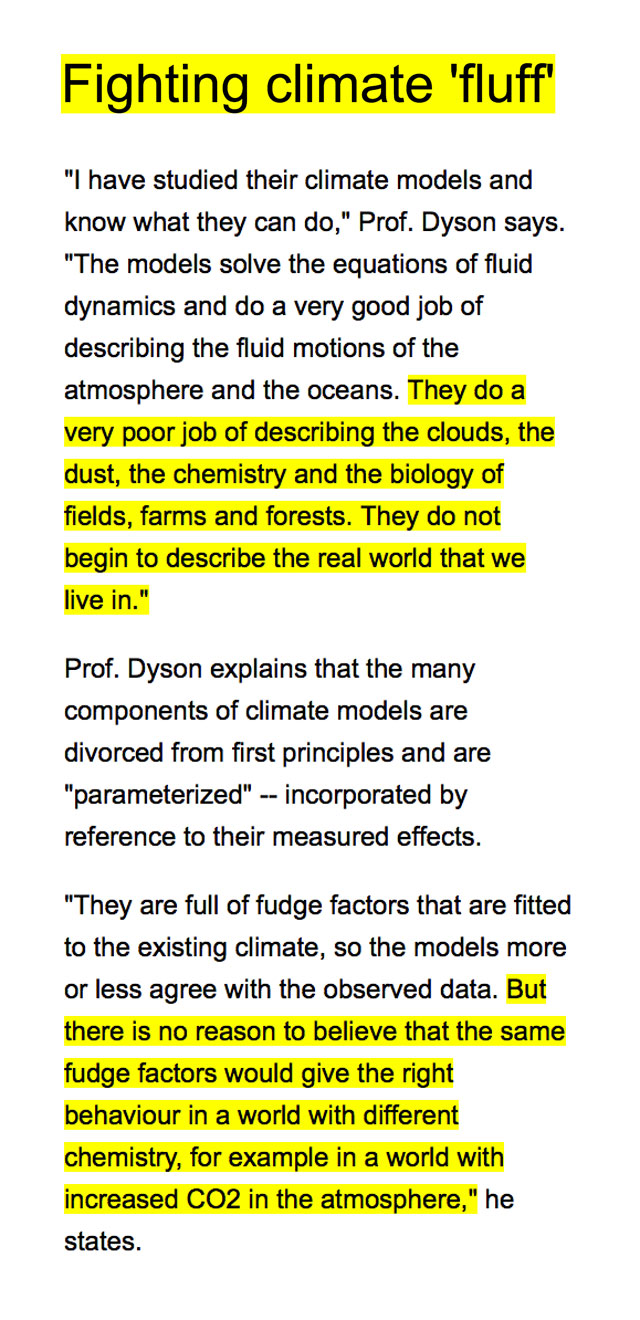 Fighting climate 'fluff'
"I have studied their climate models and
know what they can do," Prof. Dyson says.
"The models solve the equations of fluid
dynamics and do a very good job of
describing the fluid motions of the
atmosphere and the oceans. They do a
very poor job of describing the clouds, the
dust, the chemistry and the biology of
fields, farms and forests. They do not
begin to describe the real world that we
live in."
Prof. Dyson explains that the many
components of climate models are
divorced from first principles and are
"parameterized" -- incorporated by
reference to their measured effects.
"They are full of fudge factors that are fitted
to the existing climate, so the models more
or less agree with the observed data. But
there is no reason to believe that the same
fudge factors would give the right
behaviour in a world with different
chemistry, for example in a world with
increased CO2 in the atmosphere," he
states.